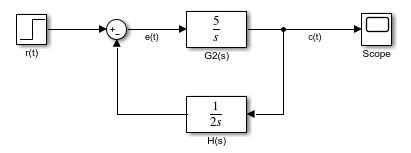 r(t)
+
-
e(t)
5
s
G2(s)
c(t)
Scope
1
2s
H(s)